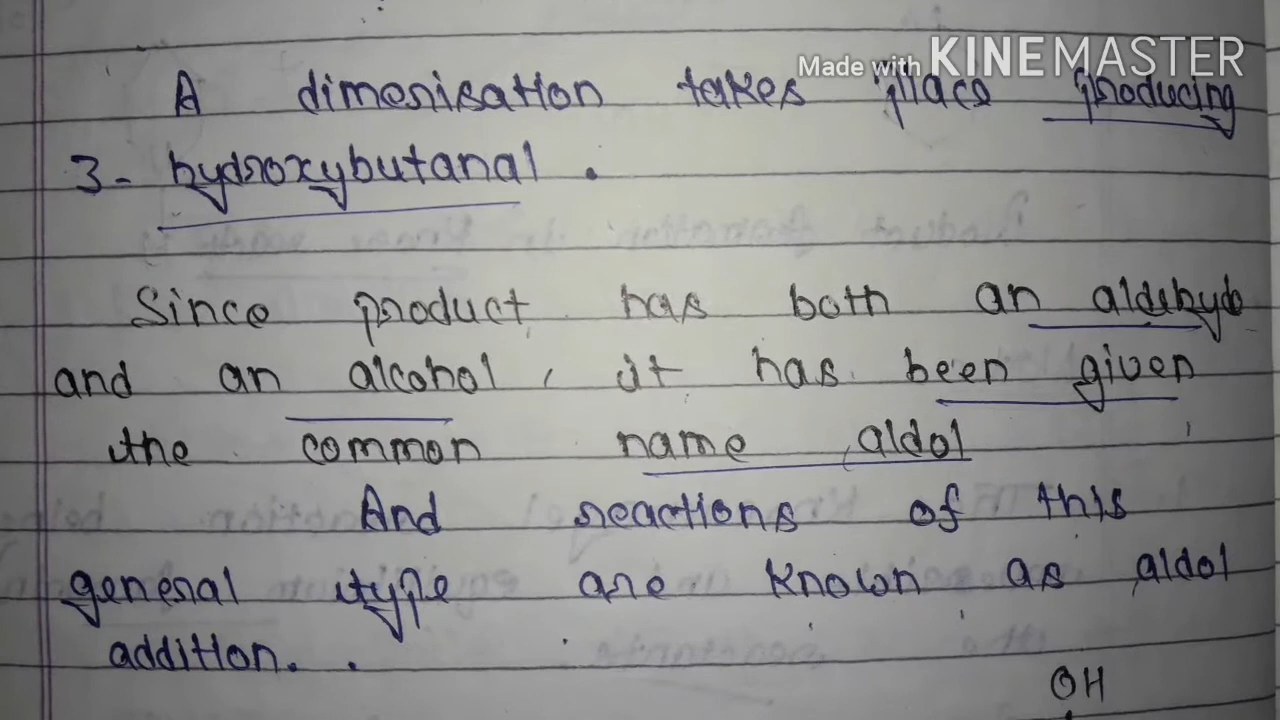 Made with KINEMASTER
A dimerisation takes place producing
3- hydroxybutanal .
Since product has both an aldehyde
and an alcohol, it has been given
the common name aldol
And reactions of this
general type are known as aldol
addition.
OH